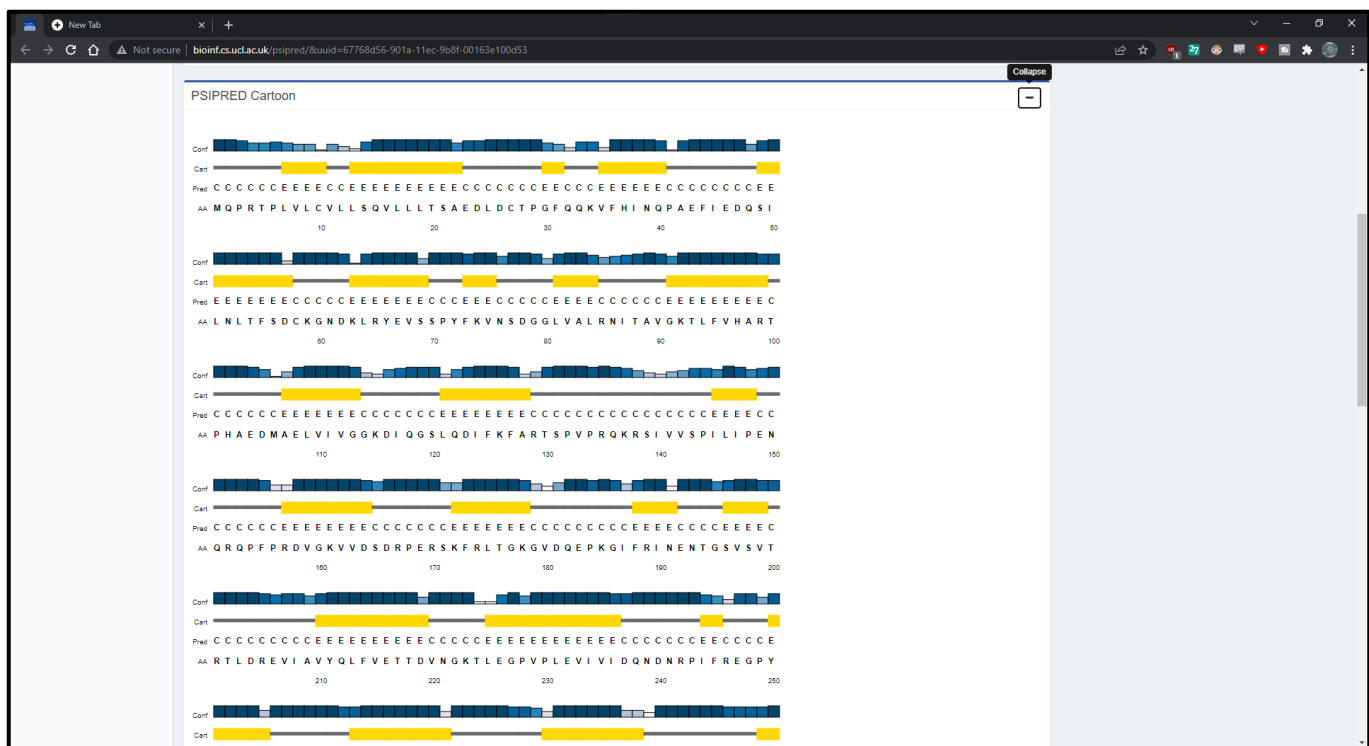 UCL
New Tab
Not secure bioinf.cs.ucl.ac.uk/psipred/&uuid=67768d56-901a-11ec-9b8f-00163e100d53
Collapse
PSIPRED Cartoon
Conf
Cart
Pred C C C C C C E E E E C C E E E E E E E E E E C C C C C C C E E C C C E E E E E E C C C C C C C C E E
AA M Q P R T P L V L C V L L S Q V L L L T S A E D L D C T P G F Q Q K V F H I N Q P A E F I E D Q S I
10 20 30 40 50
Conf
Cart
Pred E E E E E E E C C C C C E E E E E E E C C C E E E C C C C C E E E E C C C C C C E E E E E E E E E C
AA L N L T F S D C K G N D K L R Y E V S S P Y F K V N S D G G L V A L R N I T A V G K T L F V H A R T
60 70 80 90 100
Conf
Cart
Pred C C C C C C E E E E E E E C C C C C C C E E E E E E E E C C C C C C C C C C C C C C C C E E E E C C
AA P H A E D M A E L V I V G G K D I Q G S L Q D I F K F A R T S P V P R Q K R S I V V S P I L I P E N
110 120 130 140 150
Conf
Cart
Pred C C C C C C E E E E E E E E C C C C C C C E E E E E E E C C C C C C C C C E E E E C C C C E E E E C
AA Q R Q P F P R D V G K V V D S D R P E R S K F R L T G K G V D Q E P K G I F R I N E N T G S V S V T
160 170 180 190 200
Conf
Cart
Pred C C C C C C C C C E E E E E E E E E E C C C C C E E E E E E E E E E E E C C C C C C C E E C C C C E
AA R T L D R E V I A V Y Q L F V E T T D V N G K T L E G P V P L E V I V I D Q N D N R P I F R E G P Y
210 220 230 240 250
Conf
Cart